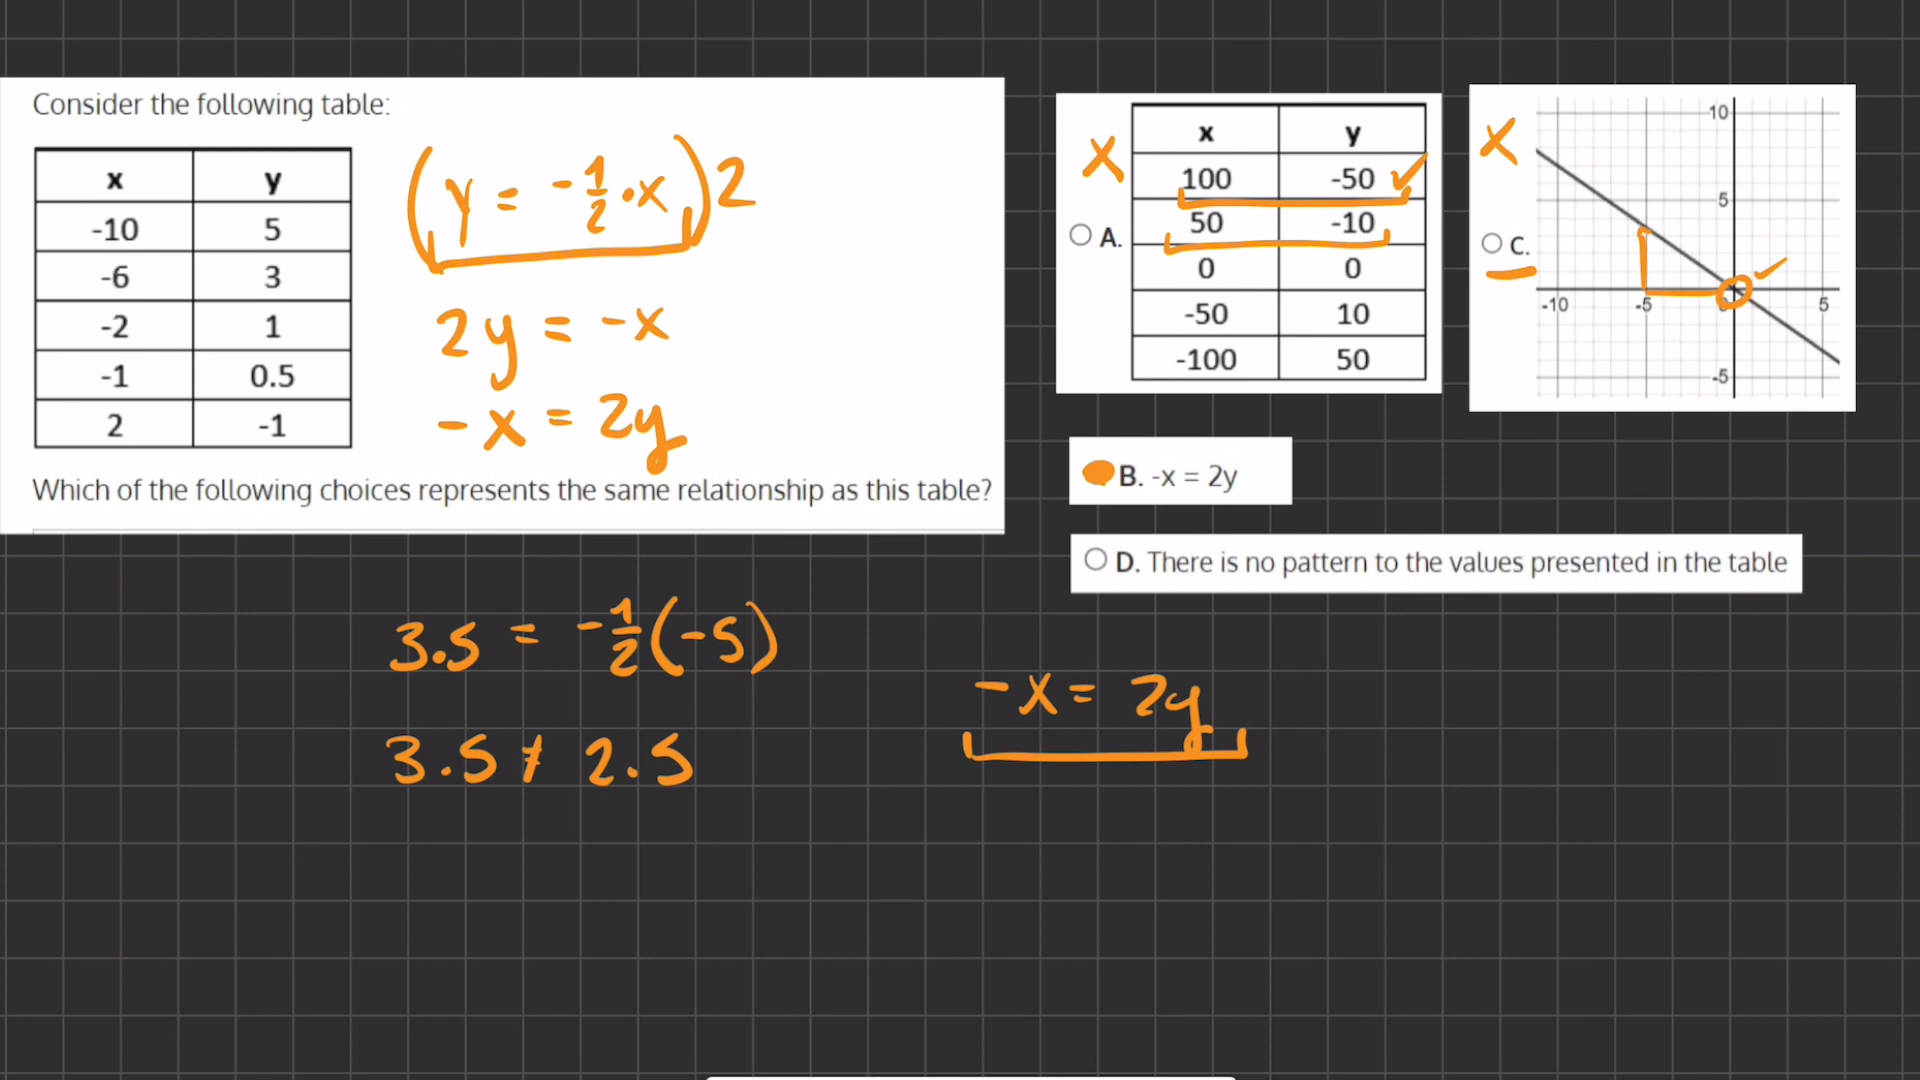 Consider the following table:
x y
-10 5
-6 3
-2 1
-1 0.5
2 -1
(y = -1/2 · x) 2
2y = -x
-x = 2y
Which of the following choices represents the same relationship as this table?
X
A.
x y
100 -50 ✓
50 -10
0 0
-50 10
-100 50
X
C.
10
5
-10 -5 5
-5
✓
B. -x = 2y
D. There is no pattern to the values presented in the table
3.5 = -1/2 (-5)
3.5 ≠ 2.5
-x = 2y